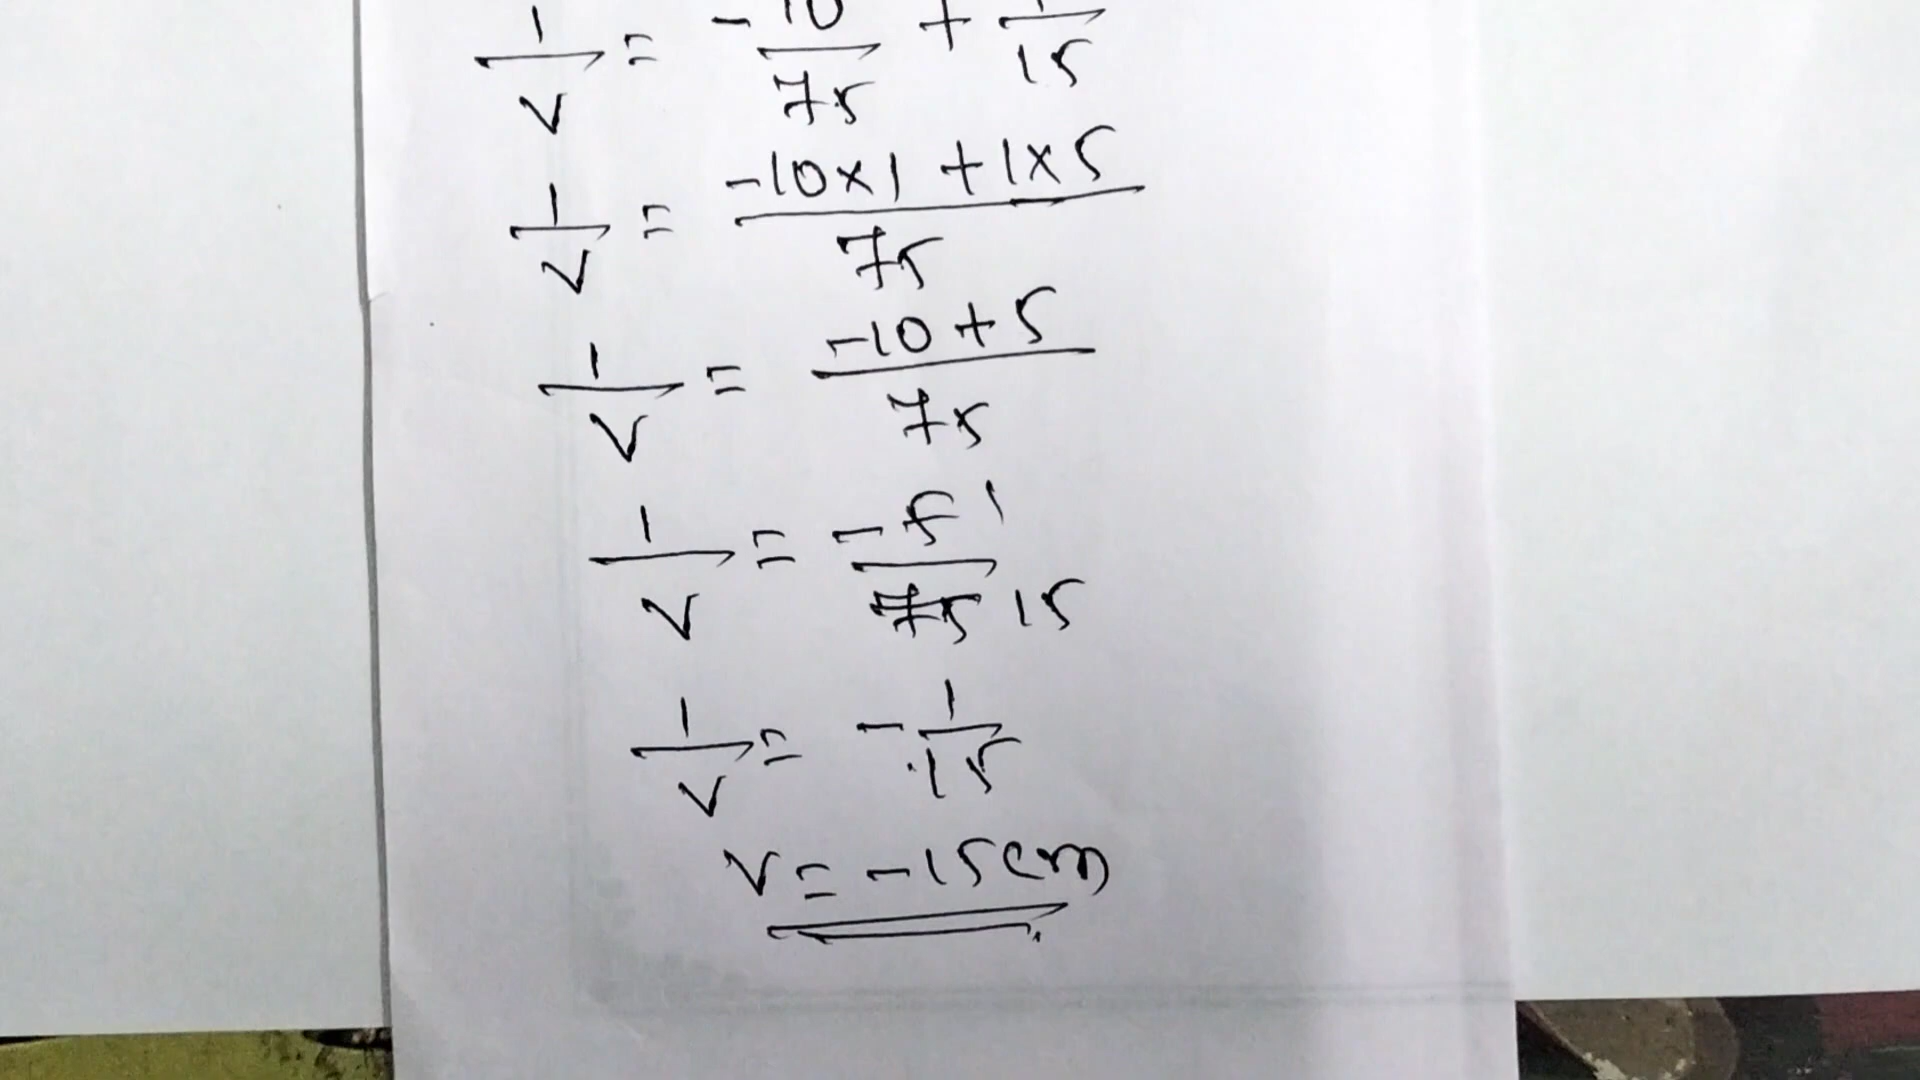 1/v = -10/75 + 1/15
1/v = (-10×1 + 1×5)/75
1/v = (-10+5)/75
1/v = -5 1/75 15
1/v = -1/15
v = -15cm